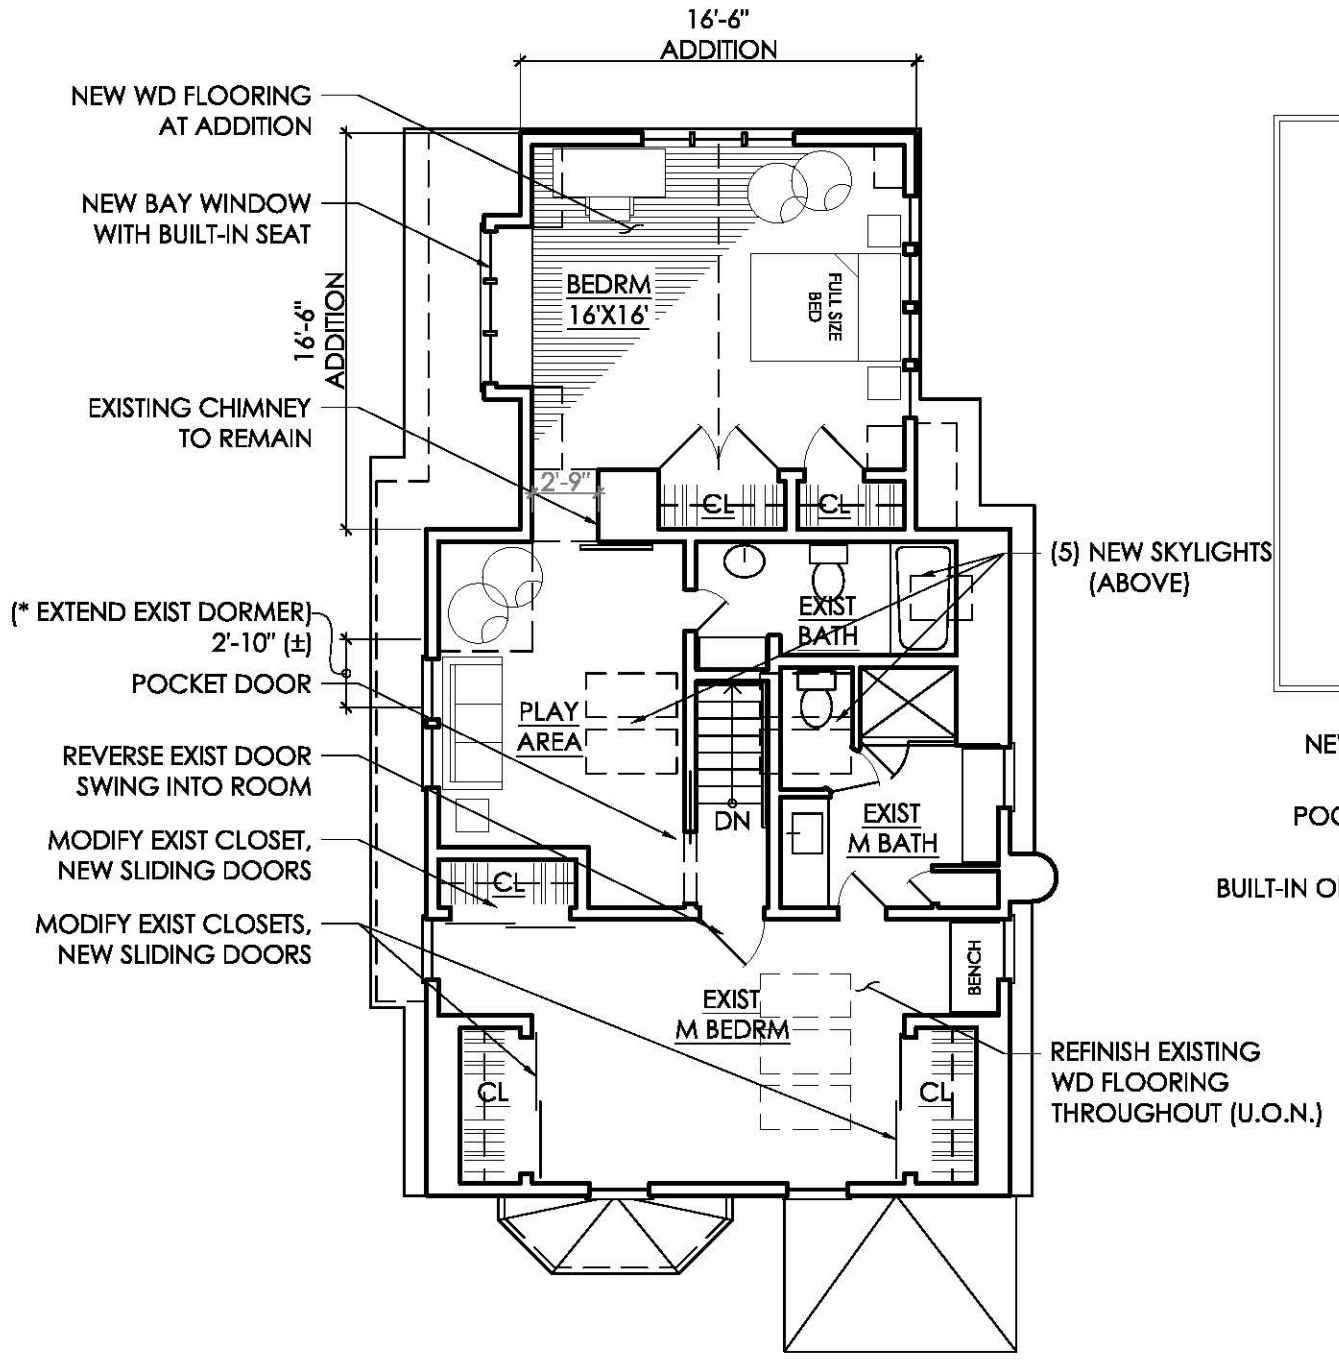 16'-6"
ADDITION
NEW WD FLOORING
AT ADDITION
NEW BAY WINDOW
WITH BUILT-IN SEAT
16'-6"
ADDITION
BEDRM
16'X16'
FULL SIZE
BED
EXISTING CHIMNEY
TO REMAIN
2'-9"
CL
CL
(5) NEW SKYLIGHTS
(ABOVE)
(* EXTEND EXIST DORMER)
2'-10" (±)
EXIST
BATH
POCKET DOOR
PLAY
AREA
REVERSE EXIST DOOR
SWING INTO ROOM
DN
EXIST
M BATH
MODIFY EXIST CLOSET,
NEW SLIDING DOORS
CL
MODIFY EXIST CLOSETS,
NEW SLIDING DOORS
BENCH
EXIST
M BEDRM
CL
CL
REFINISH EXISTING
WD FLOORING
THROUGHOUT (U.O.N.)